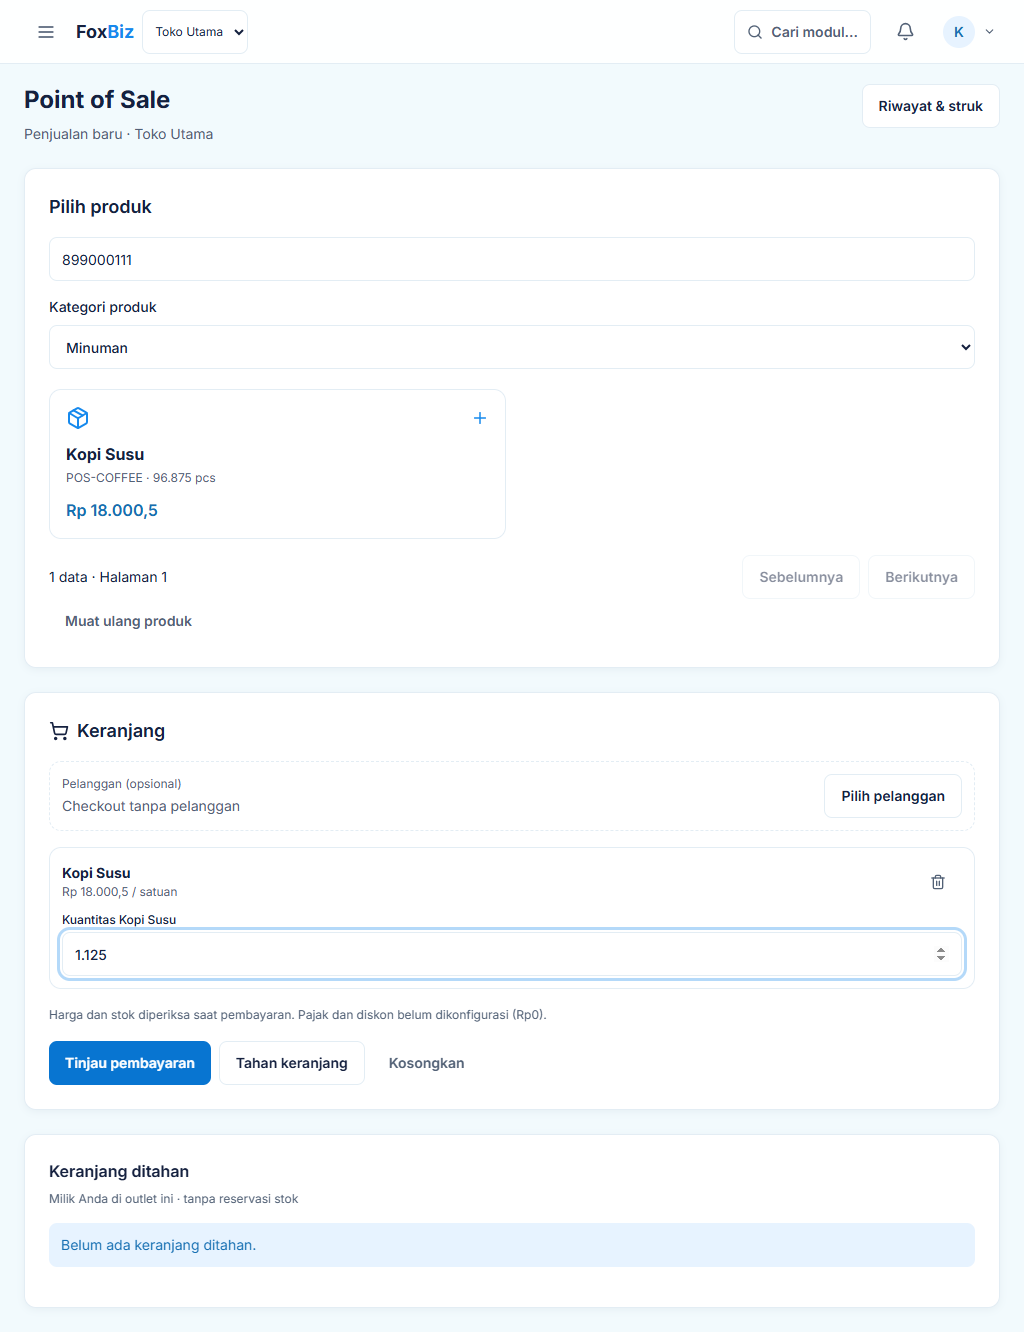 FoxBiz
Toko Utama
Cari modul...
K
Point of Sale
Riwayat & struk
Penjualan baru · Toko Utama
Pilih produk
899000111
Kategori produk
Minuman
Kopi Susu
POS-COFFEE · 96.875 pcs
Rp 18.000,5
1 data · Halaman 1
Sebelumnya
Berikutnya
Muat ulang produk
Keranjang
Pelanggan (opsional)
Checkout tanpa pelanggan
Pilih pelanggan
Kopi Susu
Rp 18.000,5 / satuan
Kuantitas Kopi Susu
1.125
Harga dan stok diperiksa saat pembayaran. Pajak dan diskon belum dikonfigurasi (Rp0).
Tinjau pembayaran
Tahan keranjang
Kosongkan
Keranjang ditahan
Milik Anda di outlet ini · tanpa reservasi stok
Belum ada keranjang ditahan.